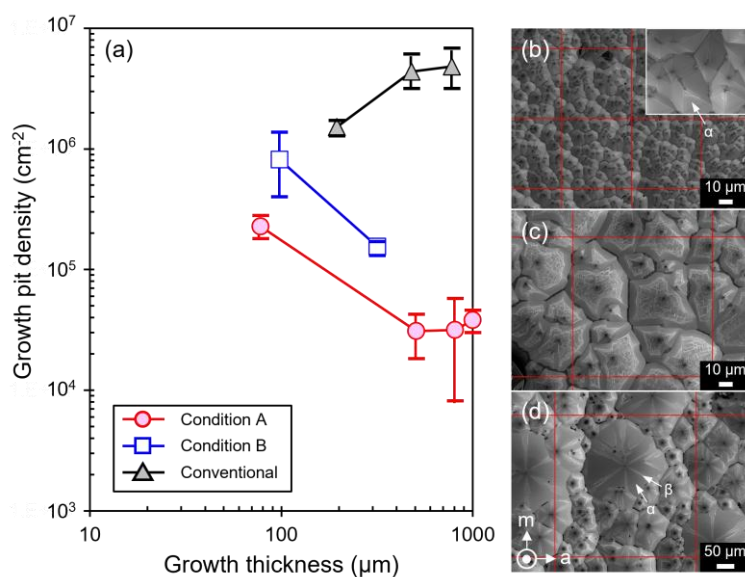 (a)
10⁷
10⁶
10⁵
10⁴
10³
Growth pit density (cm⁻²)
Condition A
Condition B
Conventional
10
100
1000
Growth thickness (μm)
(b)
α
10 μm
(c)
10 μm
(d)
β
α
m
a
50 μm